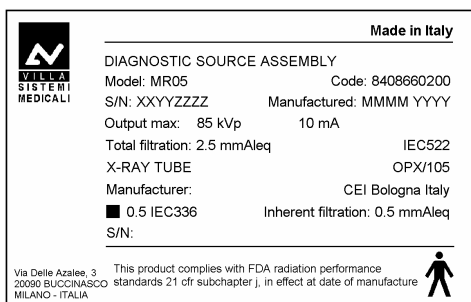 Made in Italy
VILLA
SISTEMI
MEDICALI
DIAGNOSTIC SOURCE ASSEMBLY
Model: MR05 Code: 8408660200
S/N: XXYYZZZZ Manufactured: MMMM YYYY
Output max: 85 kVp 10 mA
Total filtration: 2.5 mmAleq IEC522
X-RAY TUBE OPX/105
Manufacturer: CEI Bologna Italy
0.5 IEC336 Inherent filtration: 0.5 mmAleq
S/N:
Via Delle Azalee, 3
20090 BUCCINASCO
MILANO - ITALIA
This product complies with FDA radiation performance
standards 21 cfr subchapter j, in effect at date of manufacture